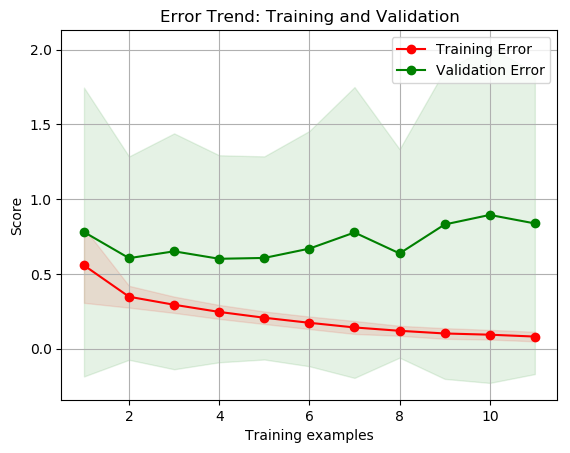 Error Trend: Training and Validation
Training Error
Validation Error
2.0
1.5
1.0
0.5
0.0
Score
2 4 6 8 10
Training examples